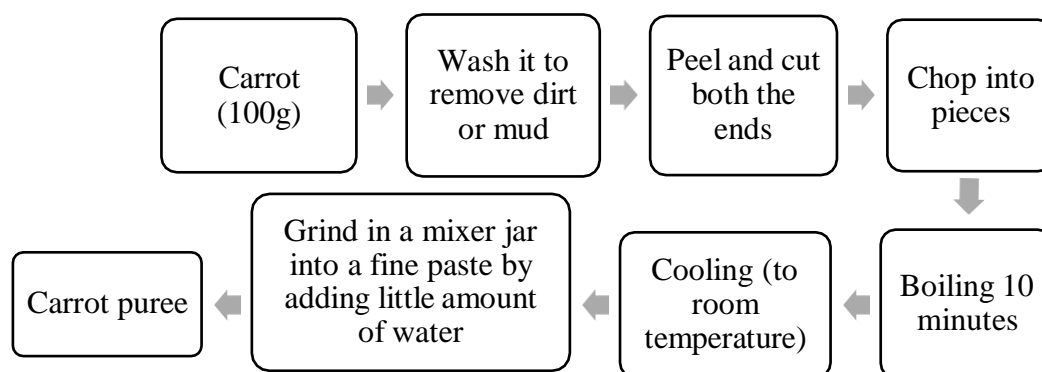 Carrot
(100g)
Wash it to
remove dirt
or mud
Peel and cut
both the
ends
Chop into
pieces
Boiling 10
minutes
Cooling (to
room
temperature)
Grind in a mixer jar
into a fine paste by
adding little amount
of water
Carrot puree